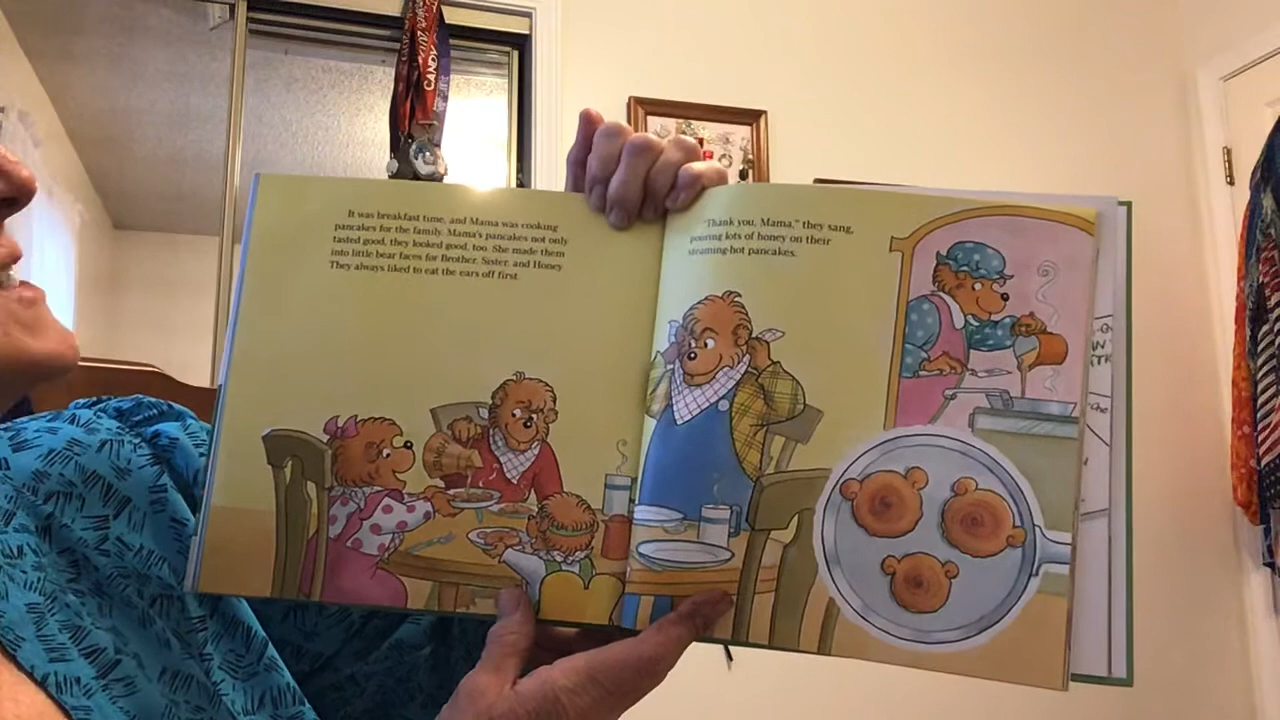 CANDY
It was breakfast time, and Mama was cooking
pancakes for the family. Mama's pancakes not only
tasted good, they looked good, too. She made them
into little bear faces for Brother, Sister, and Honey.
They always liked to eat the ears off first.
"Thank you, Mama," they sang,
pouring lots of honey on their
steaming-hot pancakes.
HONEY